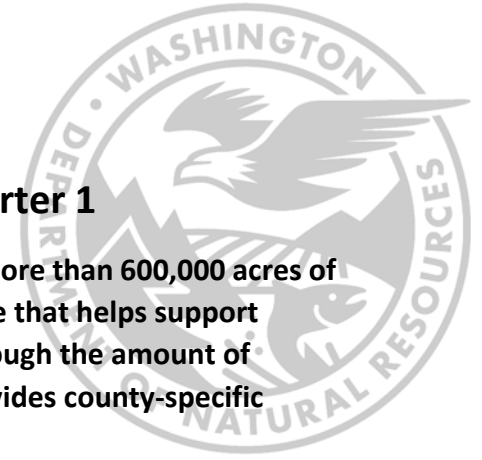 WASHINGTON
DEPARTMENT OF NATURAL RESOURCES
rter 1
ore than 600,000 acres of
e that helps support
ough the amount of
vides county-specific